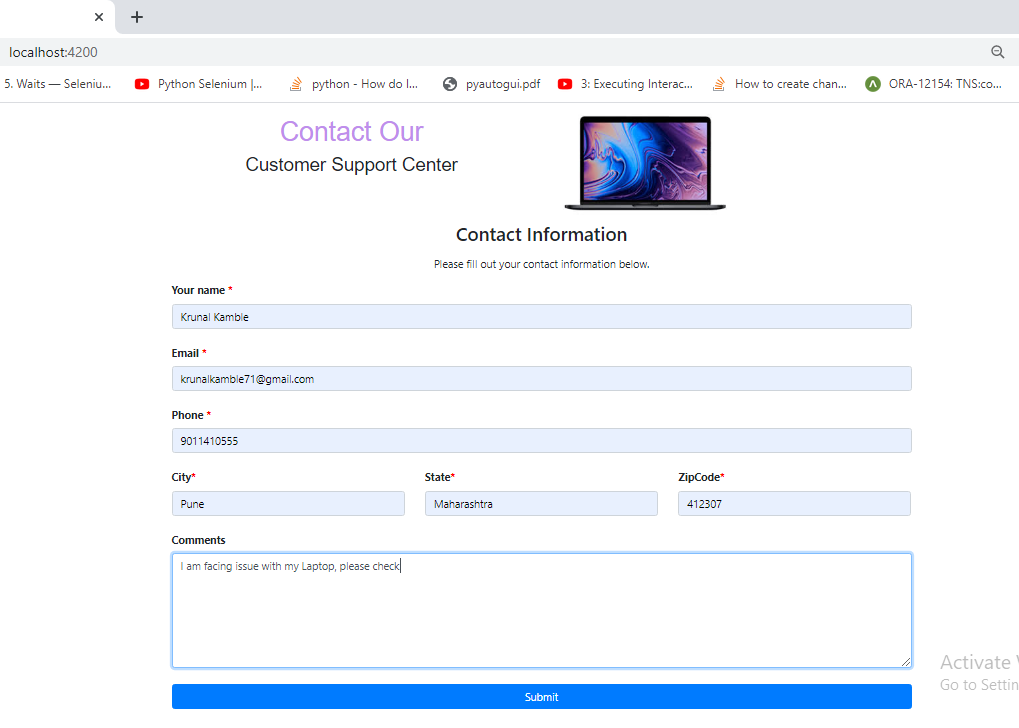 localhost:4200
5. Waits — Seleniu... Python Selenium |... python - How do I... pyautogui.pdf 3: Executing Interac... How to create chan... ORA-12154: TNS:co...
Contact Our
Customer Support Center
Contact Information
Please fill out your contact information below.
Your name *
Krunal Kamble
Email *
krunalkamble71@gmail.com
Phone *
9011410555
City* State* ZipCode*
Pune Maharashtra 412307
Comments
I am facing issue with my Laptop, please check
Activate
Go to Settin
Submit